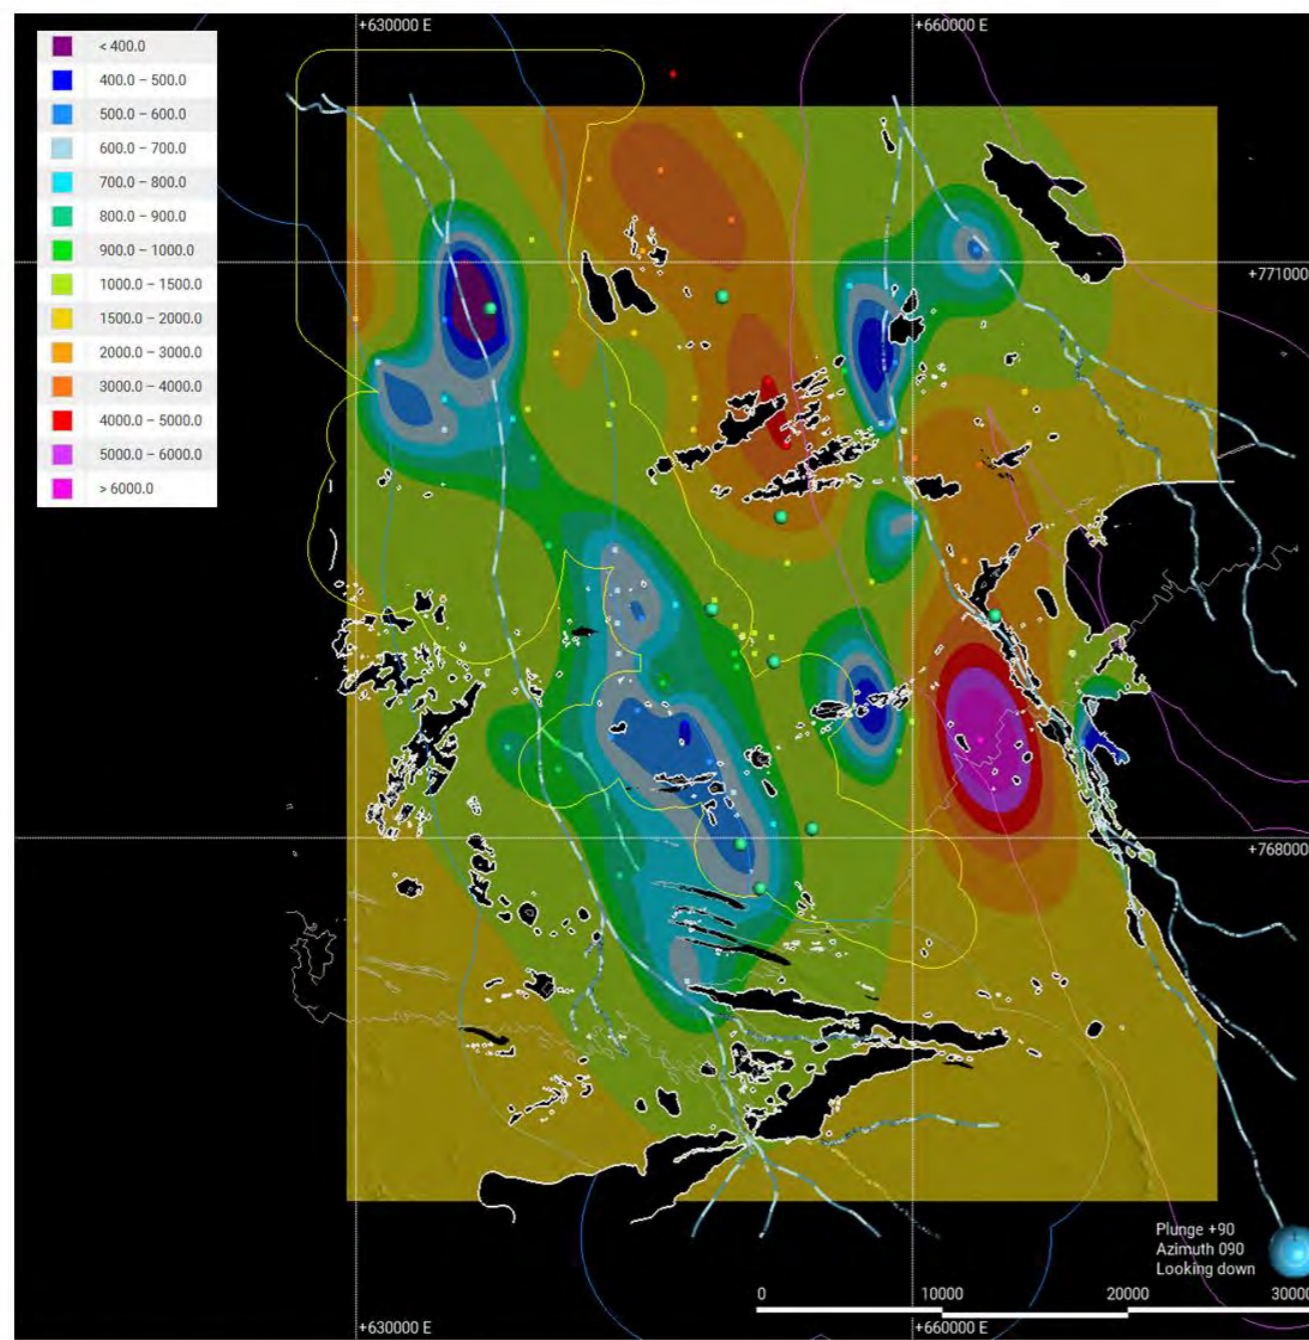 +630000 E
+660000 E
< 400.0
400.0 – 500.0
500.0 – 600.0
600.0 – 700.0
700.0 – 800.0
800.0 – 900.0
900.0 – 1000.0
1000.0 – 1500.0
1500.0 – 2000.0
2000.0 – 3000.0
3000.0 – 4000.0
4000.0 – 5000.0
5000.0 – 6000.0
> 6000.0
+771000
+768000
Plunge +90
Azimuth 090
Looking down
0 10000 20000 30000
+630000 E
+660000 E